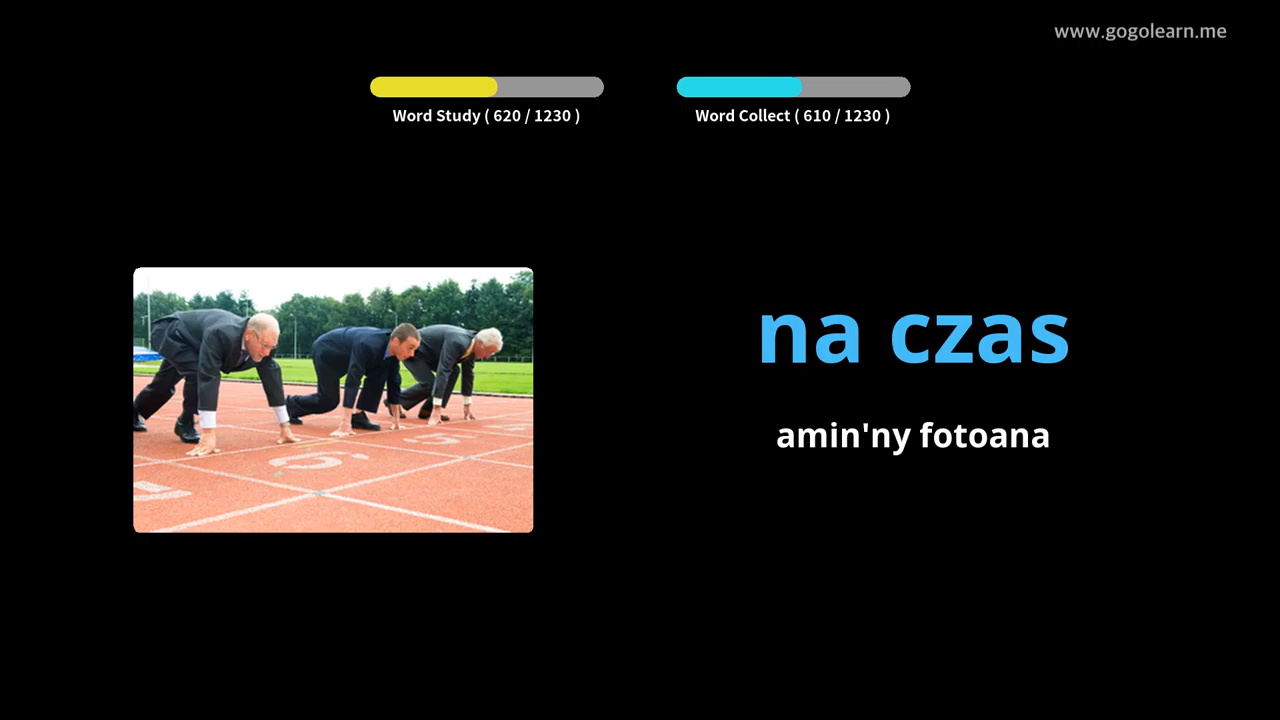 www.gogolearn.me
Word Study ( 620 / 1230 )
Word Collect ( 610 / 1230 )
na czas
amin'ny fotoana